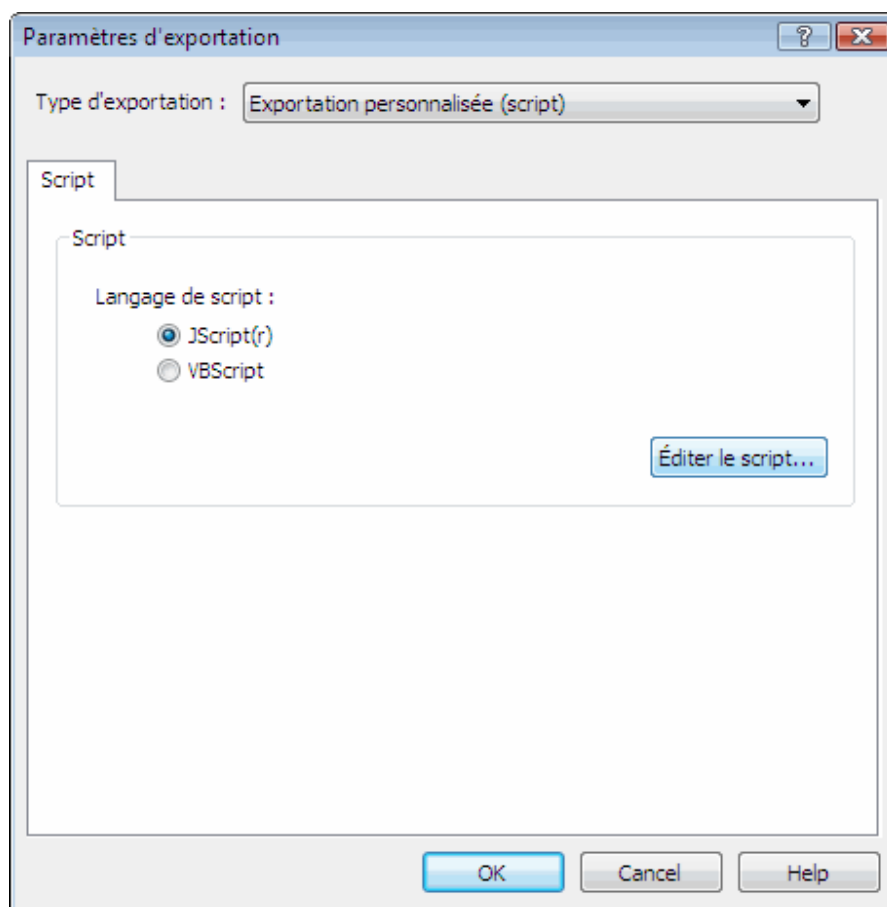 Paramètres d'exportation
Type d'exportation : Exportation personnalisée (script)
Script
Script
Langage de script :
JScript(r)
VBScript
Éditer le script...
OK Cancel Help